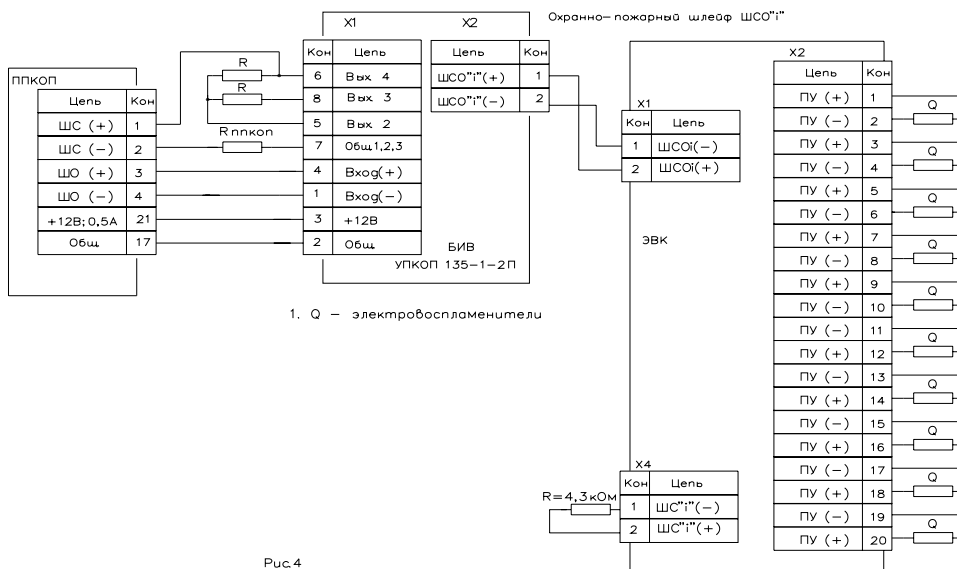 Охранно-пожарный шлейф ШСО"i"
ППКОП
Цепь Кон
ШС (+) 1
ШС (-) 2
ШО (+) 3
ШО (-) 4
+12В; 0,5А 21
Общ 17
R
R
R ппкоп
X1
Кон Цепь
6 Вых 4
8 Вых 3
5 Вых 2
7 Общ1,2,3
4 Вход(+)
1 Вход(-)
3 +12В
2 Общ
X2
Цепь Кон
ШСО"i"(+) 1
ШСО"i"(-) 2
БИВ
УПКОП 135-1-2П
1. Q - электровоспламенители
X1
Кон Цепь
1 ШСОi(-)
2 ШСОi(+)
ЭВК
X4
Кон Цепь
1 ШС"i"(-)
2 ШС"i"(+)
R=4,3кОм
X2
Цепь Кон
ПУ (+) 1
ПУ (-) 2
ПУ (+) 3
ПУ (-) 4
ПУ (+) 5
ПУ (-) 6
ПУ (+) 7
ПУ (-) 8
ПУ (+) 9
ПУ (-) 10
ПУ (-) 11
ПУ (+) 12
ПУ (-) 13
ПУ (+) 14
ПУ (-) 15
ПУ (+) 16
ПУ (-) 17
ПУ (+) 18
ПУ (-) 19
ПУ (+) 20
Q
Q
Q
Q
Q
Q
Q
Q
Q
Q
Рис.4